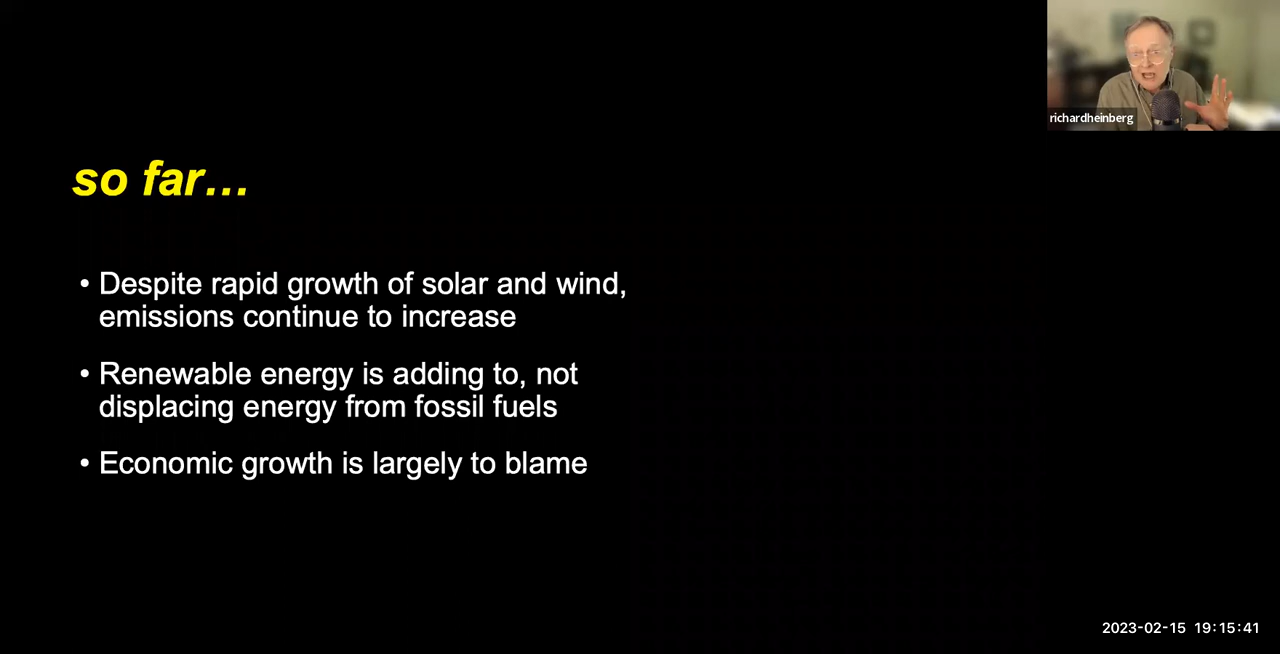 richardheinberg
so far…
• Despite rapid growth of solar and wind,
emissions continue to increase
• Renewable energy is adding to, not
displacing energy from fossil fuels
• Economic growth is largely to blame
2023-02-15 19:15:41